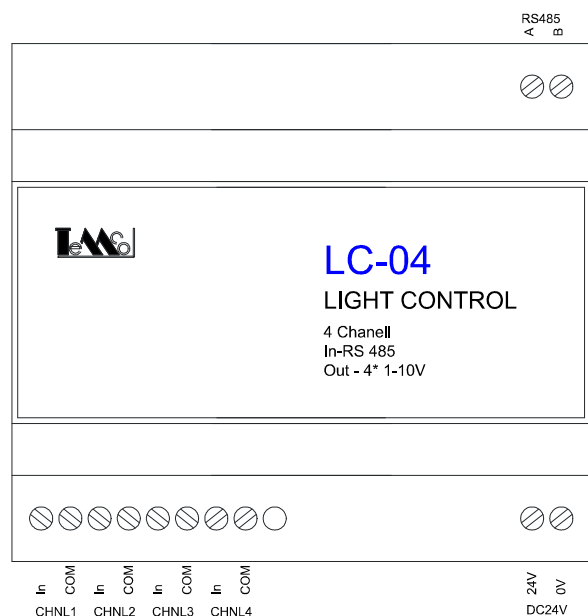 RS485
A B
TeMCo
LC-04
LIGHT CONTROL
4 Chanell
In-RS 485
Out - 4* 1-10V
In COM In COM In COM In COM 24V 0V
CHNL1 CHNL2 CHNL3 CHNL4 DC24V